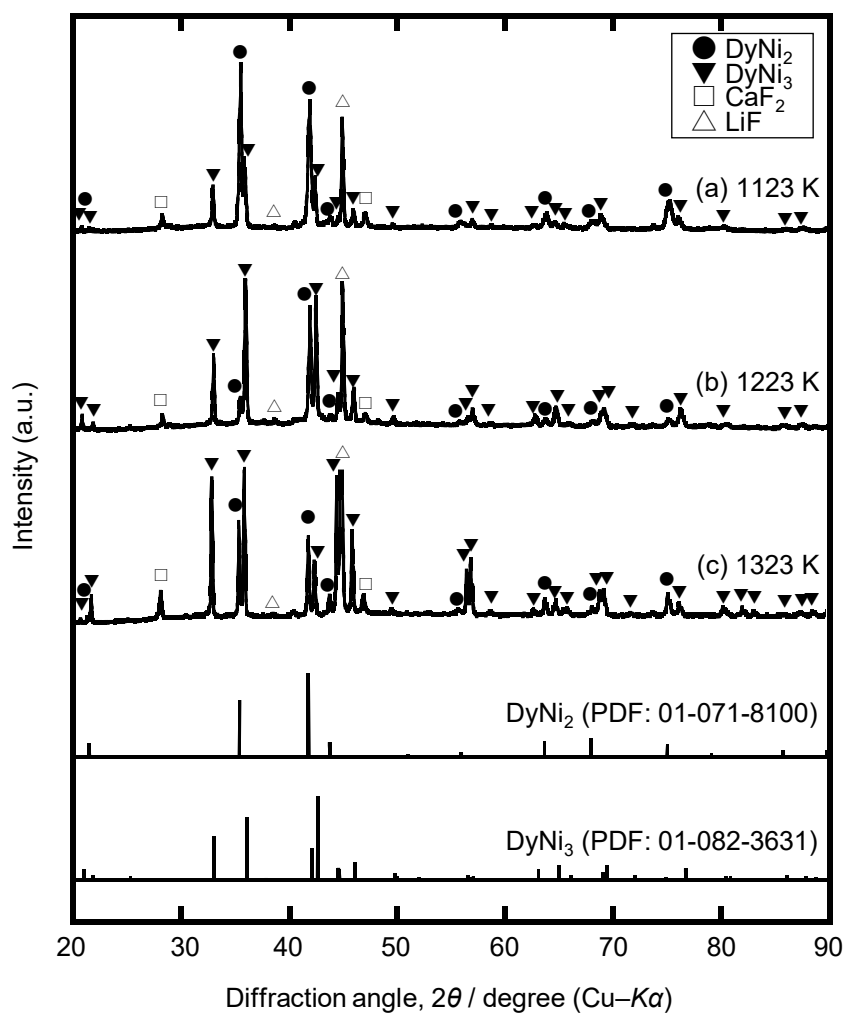 DyNi₂
DyNi₃
CaF₂
LiF
(a) 1123 K
(b) 1223 K
(c) 1323 K
DyNi₂ (PDF: 01-071-8100)
DyNi₃ (PDF: 01-082-3631)
Intensity (a.u.)
20 30 40 50 60 70 80 90
Diffraction angle, 2θ / degree (Cu–Kα)